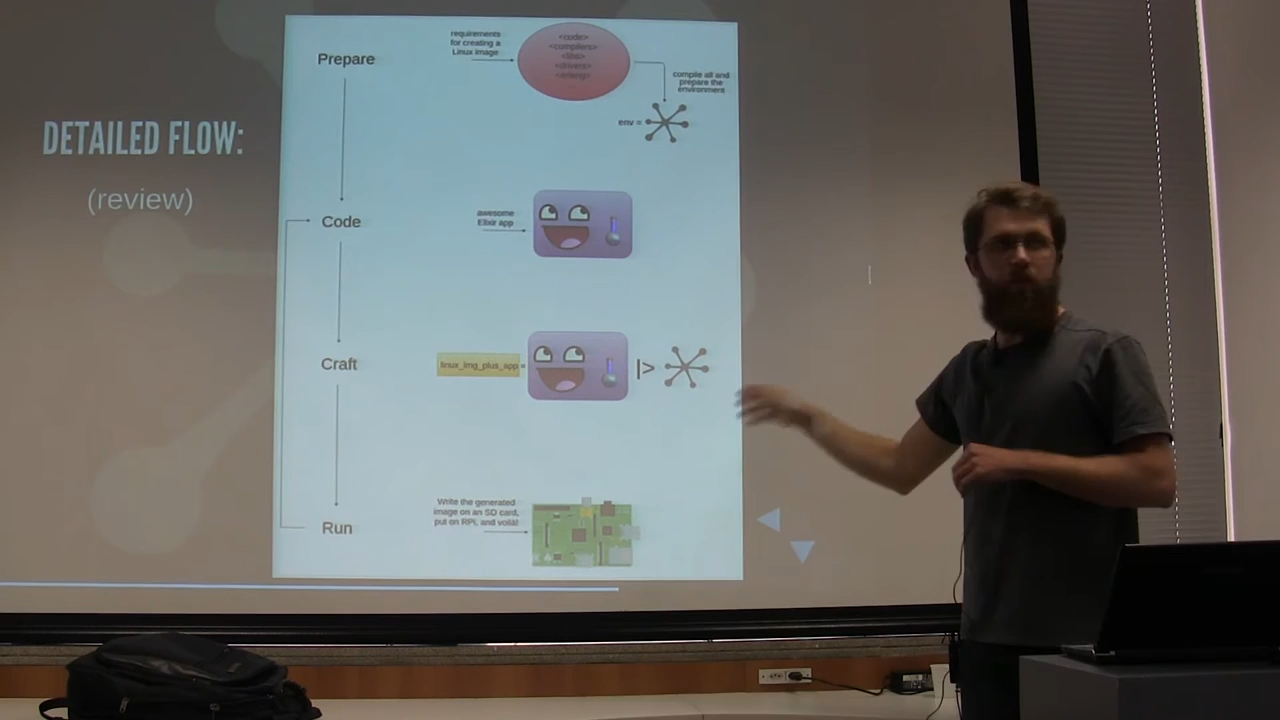 DETAILED FLOW:
(review)
Prepare
requirements
for creating a
Linux image
<code>
<compilers>
<libs>
<drivers>
<erlang>
compile all and
prepare the
environment
env =
Code
awesome
Elixir app
Craft
linux_img_plus_app =
|>
Run
Write the generated
image on an SD card,
put on RPi, and voilà!